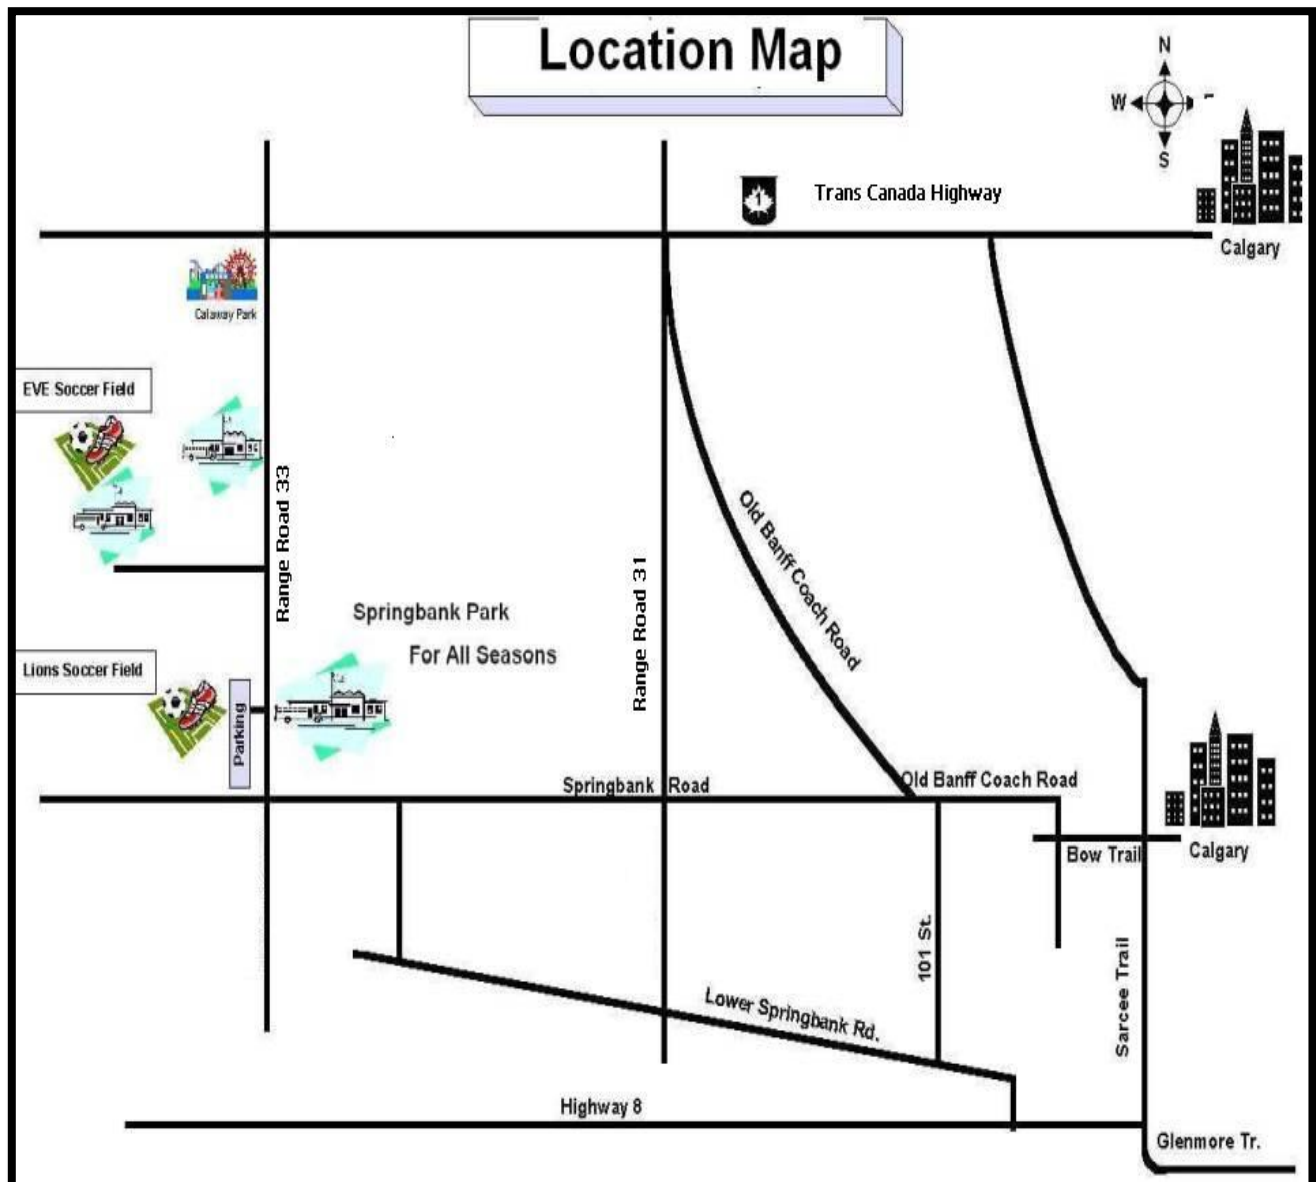 Location Map
N
W
S
1
Trans Canada Highway
Calgary
Calaway Park
EVE Soccer Field
Range Road 33
Old Banff Coach Road
Range Road 31
Springbank Park
For All Seasons
Lions Soccer Field
Parking
Springbank Road
Old Banff Coach Road
Bow Trail
Calgary
101 St.
Sarcee Trail
Lower Springbank Rd.
Highway 8
Glenmore Tr.